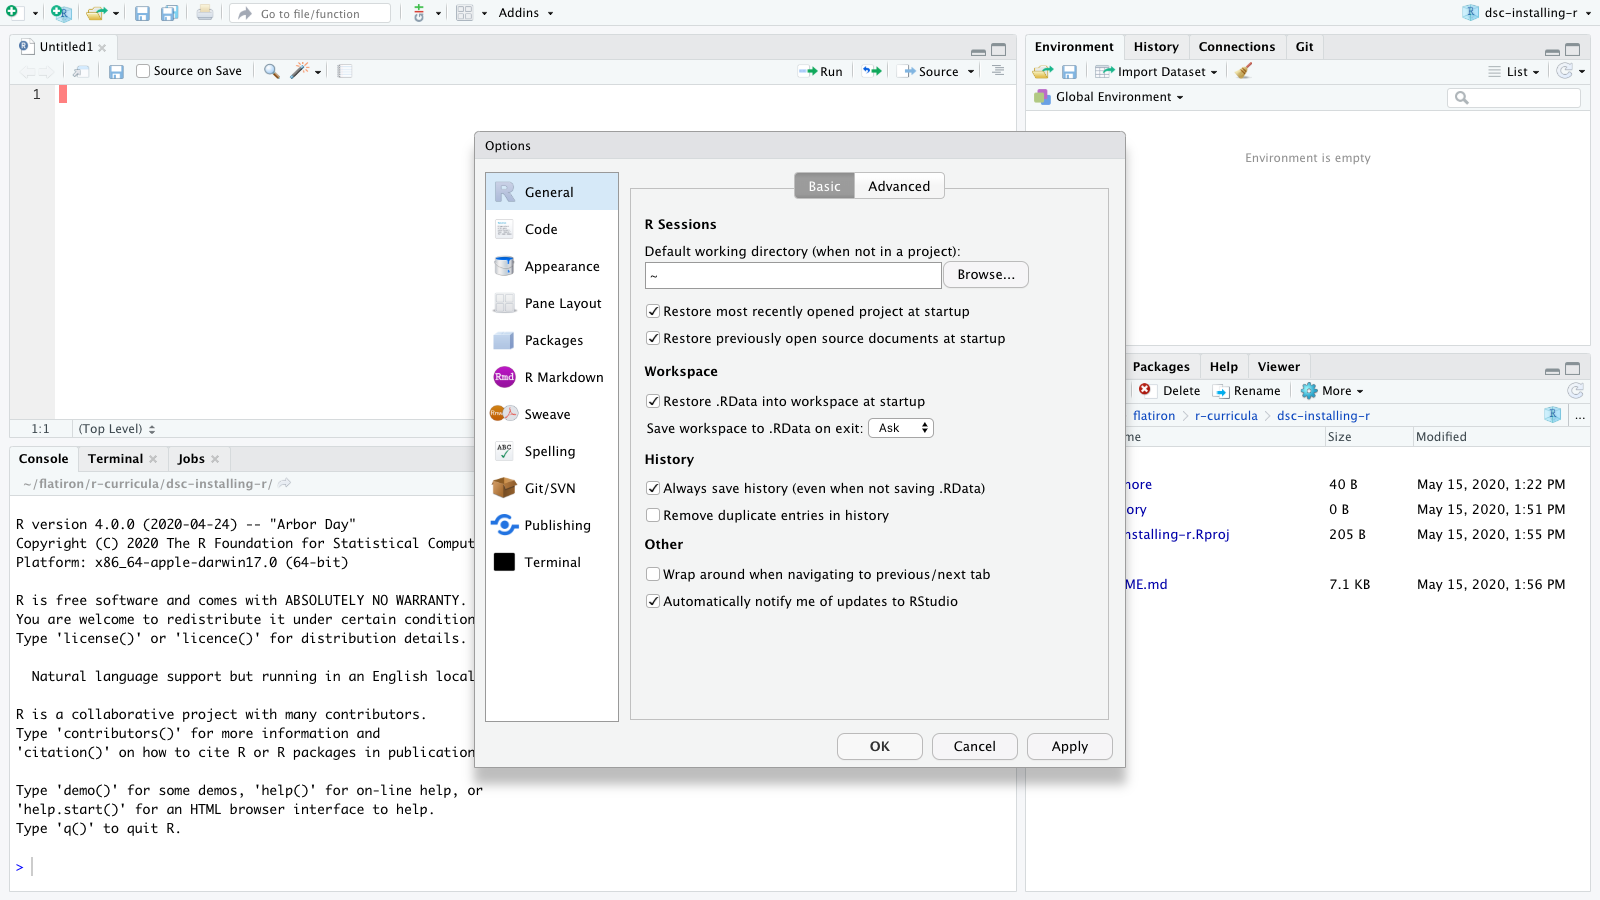 Go to file/function
Addins
dsc-installing-r
Untitled1
Source on Save
Run
Source
1
1:1
(Top Level)
Console
Terminal
Jobs
~/flatiron/r-curricula/dsc-installing-r/
R version 4.0.0 (2020-04-24) -- "Arbor Day"
Copyright (C) 2020 The R Foundation for Statistical Comput
Platform: x86_64-apple-darwin17.0 (64-bit)
R is free software and comes with ABSOLUTELY NO WARRANTY.
You are welcome to redistribute it under certain condition
Type 'license()' or 'licence()' for distribution details.
Natural language support but running in an English local
R is a collaborative project with many contributors.
Type 'contributors()' for more information and
'citation()' on how to cite R or R packages in publication
Type 'demo()' for some demos, 'help()' for on-line help, or
'help.start()' for an HTML browser interface to help.
Type 'q()' to quit R.
>
Options
General
Code
Appearance
Pane Layout
Packages
Rmd R Markdown
Sweave
ABC Spelling
Git/SVN
Publishing
Terminal
Basic
Advanced
R Sessions
Default working directory (when not in a project):
~
Browse...
Restore most recently opened project at startup
Restore previously open source documents at startup
Workspace
Restore .RData into workspace at startup
Save workspace to .RData on exit: Ask
History
Always save history (even when not saving .RData)
Remove duplicate entries in history
Other
Wrap around when navigating to previous/next tab
Automatically notify me of updates to RStudio
OK
Cancel
Apply
Environment
History
Connections
Git
Import Dataset
List
Global Environment
Environment is empty
Packages
Help
Viewer
Delete
Rename
More
flatiron
r-curricula
dsc-installing-r
...
me Size Modified
nore 40 B May 15, 2020, 1:22 PM
ory 0 B May 15, 2020, 1:51 PM
nstalling-r.Rproj 205 B May 15, 2020, 1:55 PM
ME.md 7.1 KB May 15, 2020, 1:56 PM